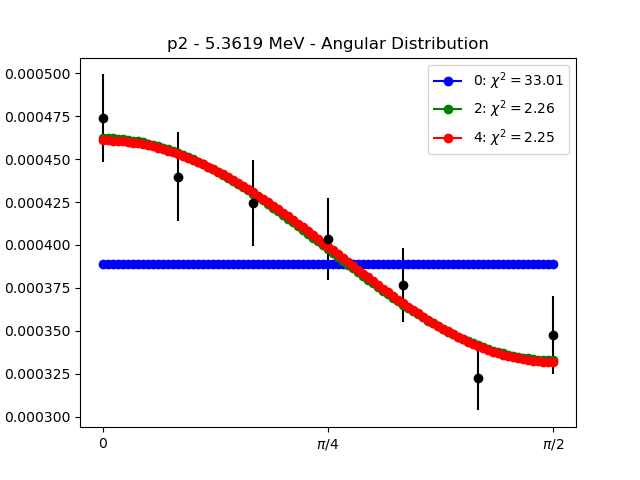 p2 - 5.3619 MeV - Angular Distribution
0: χ² = 33.01
2: χ² = 2.26
4: χ² = 2.25
0.000500
0.000475
0.000450
0.000425
0.000400
0.000375
0.000350
0.000325
0.000300
0 π/4 π/2